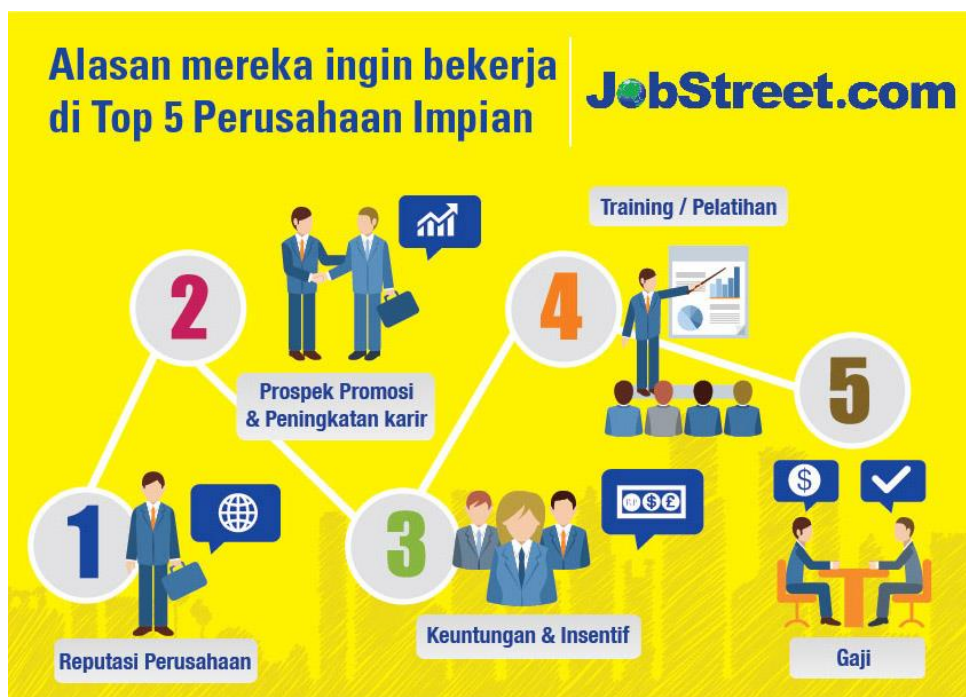 Alasan mereka ingin bekerja
di Top 5 Perusahaan Impian
JobStreet.com
1
Reputasi Perusahaan
2
Prospek Promosi
& Peningkatan karir
3
Keuntungan & Insentif
4
Training / Pelatihan
5
Gaji